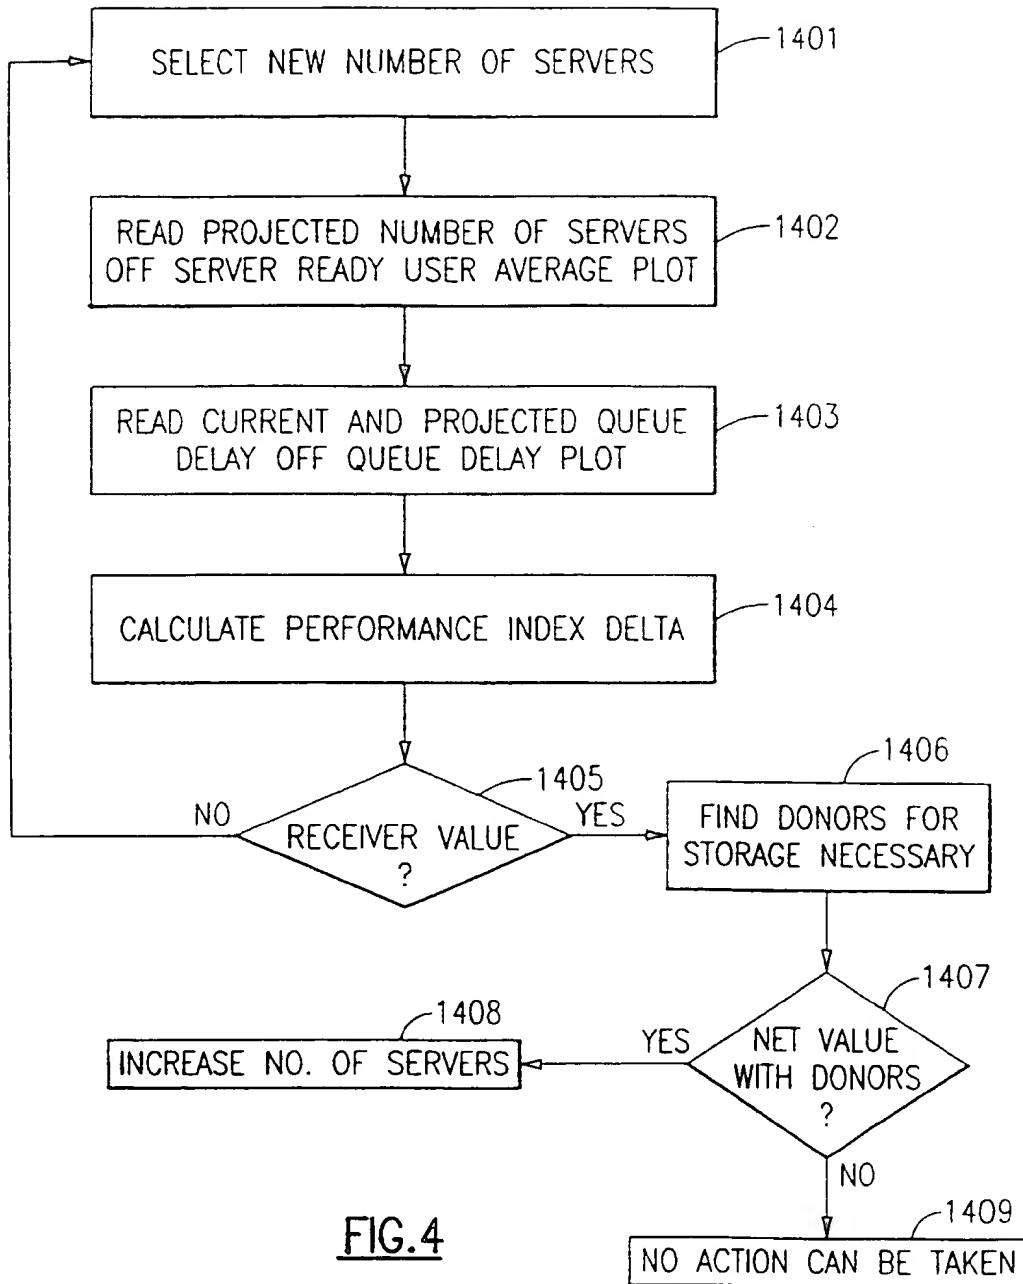 SELECT NEW NUMBER OF SERVERS
1401
READ PROJECTED NUMBER OF SERVERS
OFF SERVER READY USER AVERAGE PLOT
1402
READ CURRENT AND PROJECTED QUEUE
DELAY OFF QUEUE DELAY PLOT
1403
CALCULATE PERFORMANCE INDEX DELTA
1404
1405
NO
RECEIVER VALUE
?
YES
1406
FIND DONORS FOR
STORAGE NECESSARY
1407
NET VALUE
WITH DONORS
?
YES
1408
INCREASE NO. OF SERVERS
NO
1409
NO ACTION CAN BE TAKEN
FIG.4